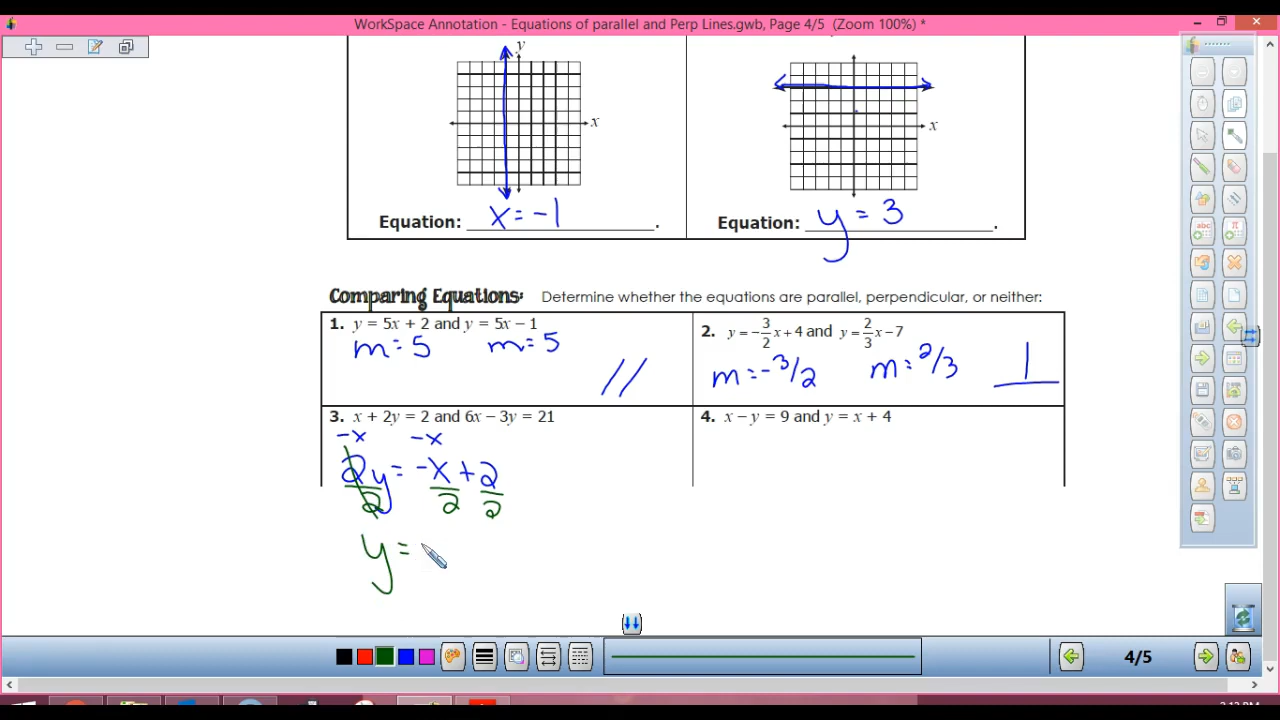 WorkSpace Annotation - Equations of parallel and Perp Lines.gwb, Page 4/5 (Zoom 100%) *
y
x
x
Equation: x = -1 .
Equation: y = 3 .
Comparing Equations: Determine whether the equations are parallel, perpendicular, or neither:
1. y = 5x + 2 and y = 5x − 1
m = 5 m = 5
//
2. y = −3/2 x + 4 and y = 2/3 x − 7
m = -3/2 m = 2/3
⊥
3. x + 2y = 2 and 6x − 3y = 21
-x -x
2y = -x + 2
2 2 2
y =
4. x − y = 9 and y = x + 4
abc
π
4/5